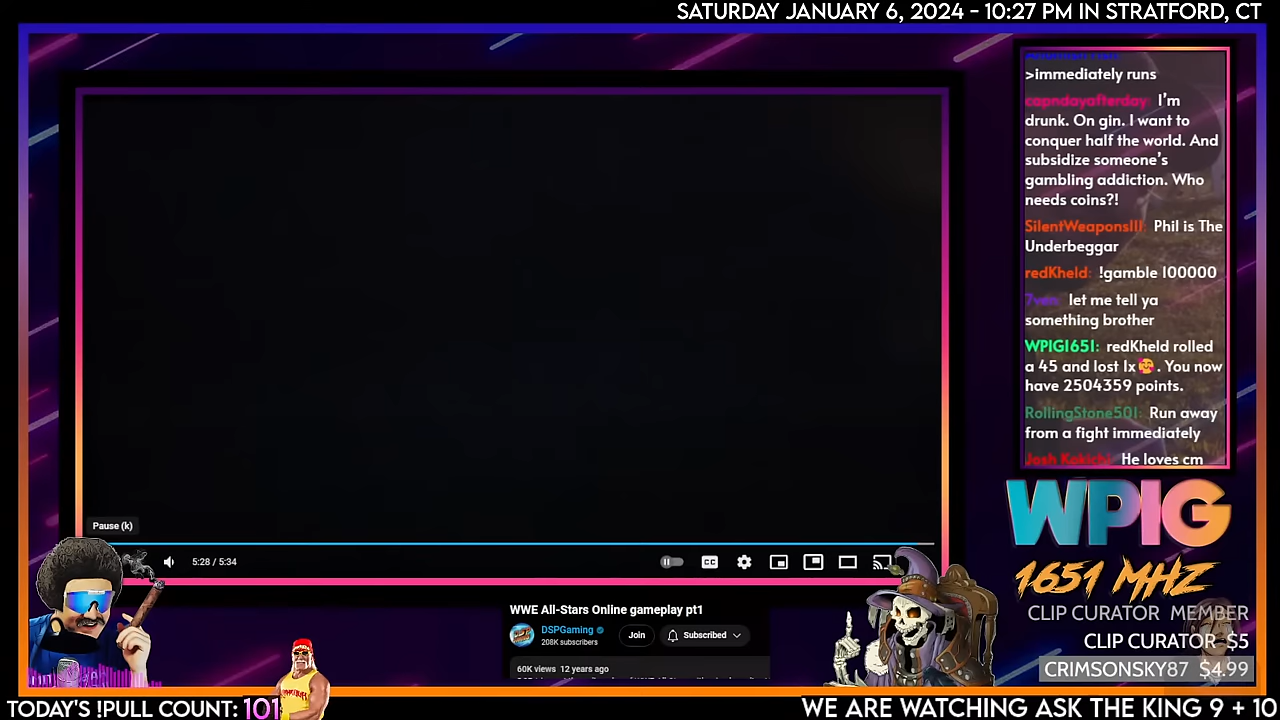 SATURDAY JANUARY 6, 2024 - 10:27 PM IN STRATFORD, CT
>immediately runs
capndayafterday: I'm
drunk. On gin. I want to
conquer half the world. And
subsidize someone's
gambling addiction. Who
needs coins?!
SilentWeaponsIII: Phil is The
Underbeggar
redKheld: !gamble 100000
7ven: let me tell ya
something brother
WPIG1651: redKheld rolled
a 45 and lost 1x🥰. You now
have 2504359 points.
RollingStone501: Run away
from a fight immediately
Josh Kokichi: He loves cm
Pause (k)
5:28 / 5:34
CC
WPIG
1651 MHZ
CLIP CURATOR MEMBER
CLIP CURATOR $5
CRIMSONSKY87 $4.99
WWE All-Stars Online gameplay pt1
DSPGaming
208K subscribers
Join
Subscribed
60K views 12 years ago
TODAY'S !PULL COUNT: 101
WE ARE WATCHING ASK THE KING 9 + 10